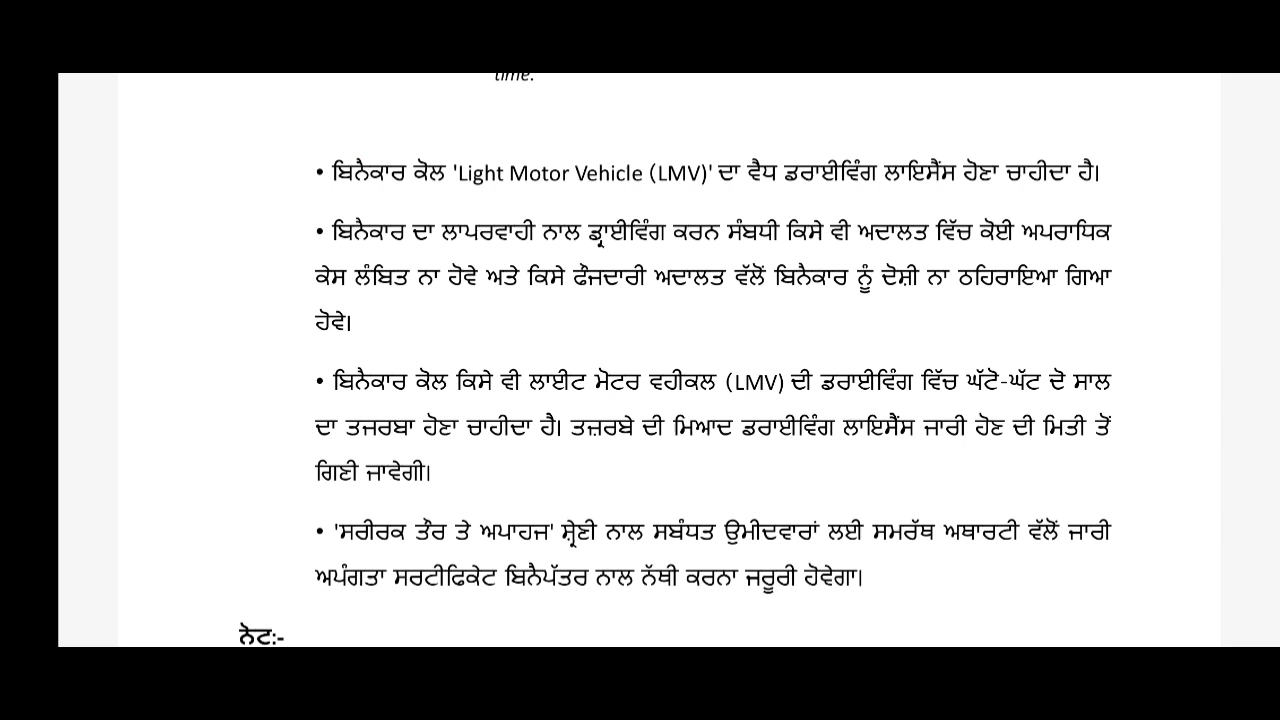 time.
• ਬਿਨੈਕਾਰ ਕੋਲ 'Light Motor Vehicle (LMV)' ਦਾ ਵੈਧ ਡਰਾਈਵਿੰਗ ਲਾਇਸੈਂਸ ਹੋਣਾ ਚਾਹੀਦਾ ਹੈ।
• ਬਿਨੈਕਾਰ ਦਾ ਲਾਪਰਵਾਹੀ ਨਾਲ ਡ੍ਰਾਈਵਿੰਗ ਕਰਨ ਸੰਬਧੀ ਕਿਸੇ ਵੀ ਅਦਾਲਤ ਵਿੱਚ ਕੋਈ ਅਪਰਾਧਿਕ
ਕੇਸ ਲੰਬਿਤ ਨਾ ਹੋਵੇ ਅਤੇ ਕਿਸੇ ਫੌਜਦਾਰੀ ਅਦਾਲਤ ਵੱਲੋਂ ਬਿਨੈਕਾਰ ਨੂੰ ਦੋਸ਼ੀ ਨਾ ਠਹਿਰਾਇਆ ਗਿਆ
ਹੋਵੇ।
• ਬਿਨੈਕਾਰ ਕੋਲ ਕਿਸੇ ਵੀ ਲਾਈਟ ਮੋਟਰ ਵਹੀਕਲ (LMV) ਦੀ ਡਰਾਈਵਿੰਗ ਵਿੱਚ ਘੱਟੋ-ਘੱਟ ਦੋ ਸਾਲ
ਦਾ ਤਜਰਬਾ ਹੋਣਾ ਚਾਹੀਦਾ ਹੈ। ਤਜ਼ਰਬੇ ਦੀ ਮਿਆਦ ਡਰਾਈਵਿੰਗ ਲਾਇਸੈਂਸ ਜਾਰੀ ਹੋਣ ਦੀ ਮਿਤੀ ਤੋਂ
ਗਿਣੀ ਜਾਵੇਗੀ।
• 'ਸਰੀਰਕ ਤੌਰ ਤੇ ਅਪਾਹਜ' ਸ਼੍ਰੇਣੀ ਨਾਲ ਸਬੰਧਤ ਉਮੀਦਵਾਰਾਂ ਲਈ ਸਮਰੱਥ ਅਥਾਰਟੀ ਵੱਲੋਂ ਜਾਰੀ
ਅਪੰਗਤਾ ਸਰਟੀਫਿਕੇਟ ਬਿਨੈਪੱਤਰ ਨਾਲ ਨੱਥੀ ਕਰਨਾ ਜਰੂਰੀ ਹੋਵੇਗਾ।
ਨੋਟ:-